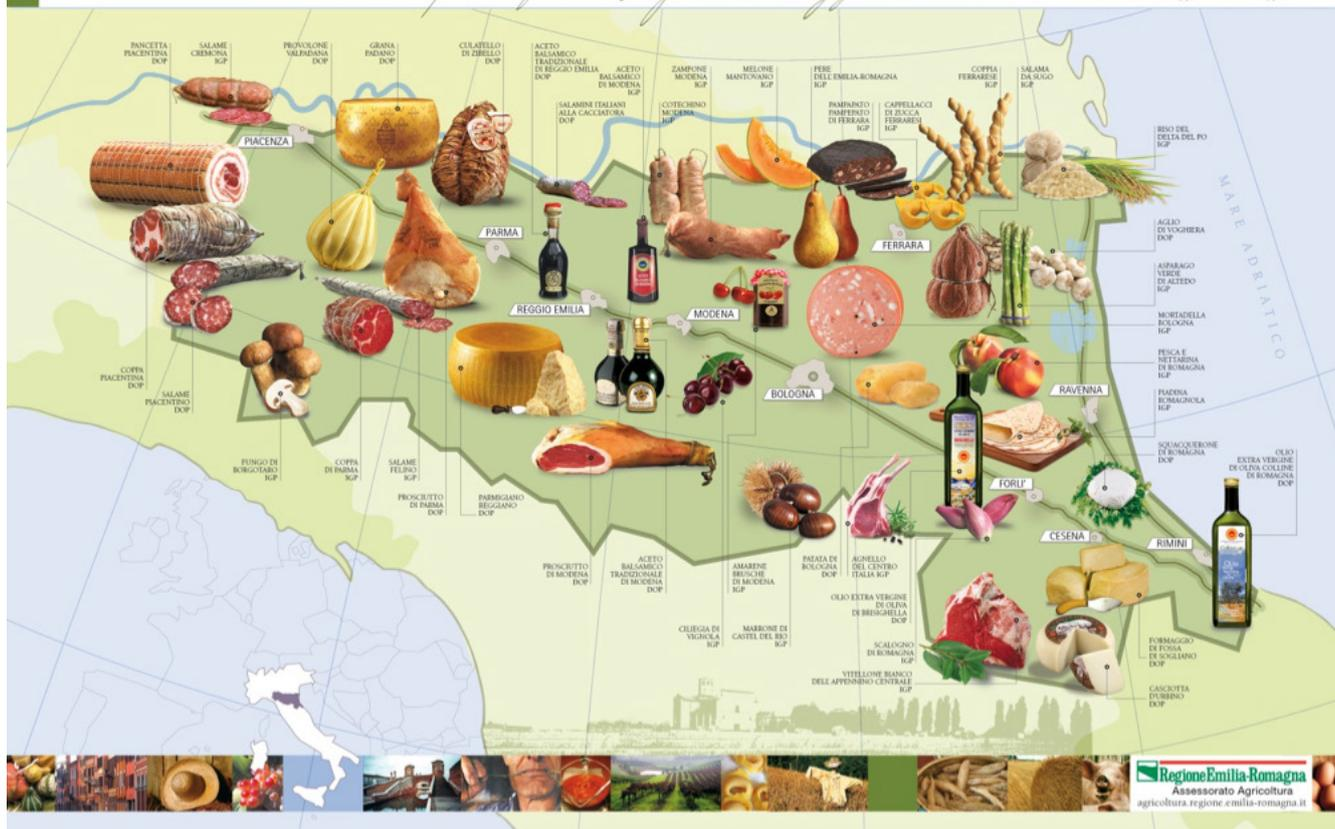 PANCETTA
PIACENTINA
DOP
SALAME
CREMONA
IGP
PROVOLONE
VALPADANA
DOP
GRANA
PADANO
DOP
CULATELLO
DI ZIBELLO
DOP
ACETO
BALSAMICO
TRADIZIONALE
DI REGGIO EMILIA
DOP
ACETO
BALSAMICO
DI MODENA
IGP
ZAMPONE
MODENA
IGP
MELONE
MANTOVANO
IGP
PERE
DELL'EMILIA-ROMAGNA
IGP
COPPIA
FERRARESE
IGP
SALAMA
DA SUGO
IGP
SALAMINI ITALIANI
ALLA CACCIATORA
DOP
COTECHINO
MODENA
IGP
PAMPAPATO
PAMPEPATO
DI FERRARA
IGP
CAPPELLACCI
DI ZUCCA
FERRARESI
IGP
RISO DEL
DELTA DEL PO
IGP
PIACENZA
MARE ADRIATICO
PARMA
FERRARA
AGLIO
DI VOGHIERA
DOP
ASPARAGO
VERDE
DI ALTEDO
IGP
REGGIO EMILIA
MODENA
MORTADELLA
BOLOGNA
IGP
PESCA E
NETTARINA
DI ROMAGNA
IGP
COPPA
PIACENTINA
DOP
SALAME
PIACENTINO
DOP
BOLOGNA
RAVENNA
PIADINA
ROMAGNOLA
IGP
SQUACQUERONE
DI ROMAGNA
DOP
OLIO
EXTRA VERGINE
DI OLIVA COLLINE
DI ROMAGNA
DOP
FUNGO DI
BORGOTARO
IGP
COPPA
DI PARMA
IGP
SALAME
FELINO
IGP
PROSCIUTTO
DI PARMA
DOP
PARMIGIANO
REGGIANO
DOP
FORLI'
CESENA
RIMINI
PROSCIUTTO
DI MODENA
DOP
ACETO
BALSAMICO
TRADIZIONALE
DI MODENA
DOP
AMARENE
BRUSCHE
DI MODENA
IGP
PATATA DI
BOLOGNA
DOP
AGNELLO
DEL CENTRO
ITALIA IGP
OLIO EXTRA VERGINE
DI OLIVA
DI BRISIGHELLA
DOP
CILIEGIA DI
VIGNOLA
IGP
MARRONE DI
CASTEL DEL RIO
IGP
SCALOGNO
DI ROMAGNA
IGP
VITELLONE BIANCO
DELL'APPENNINO CENTRALE
IGP
FORMAGGIO
DI FOSSA
DI SOGLIANO
DOP
CASCIOTTA
D'URBINO
DOP
RegioneEmilia-Romagna
Assessorato Agricoltura
agricoltura.regione.emilia-romagna.it